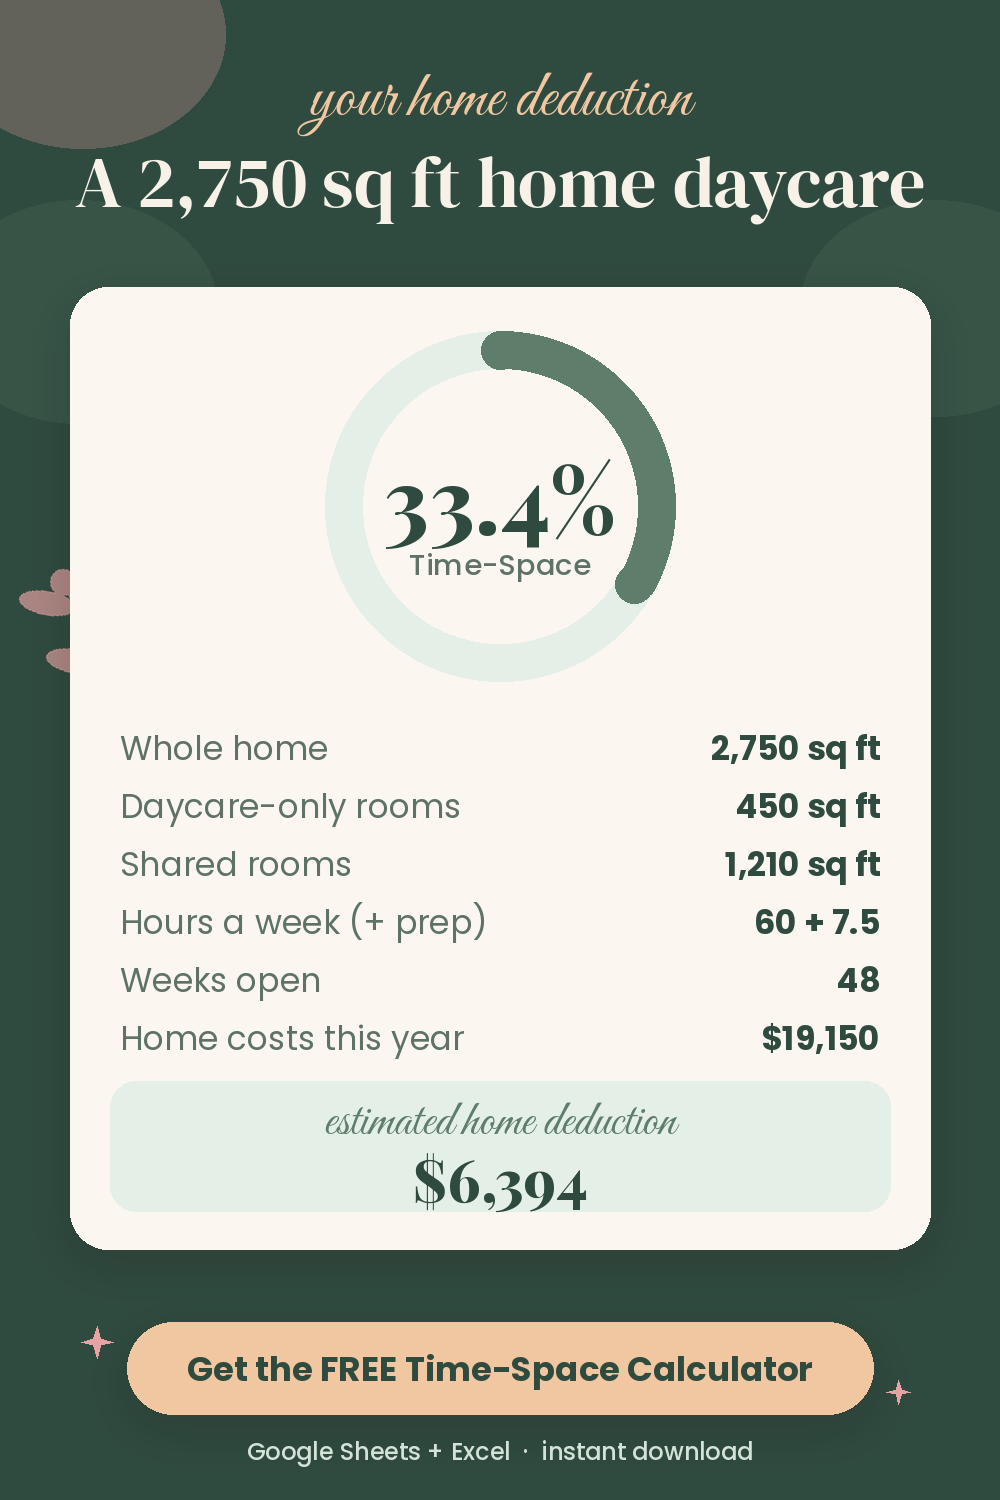 your home deduction
A 2,750 sq ft home daycare
33.4%
Time-Space
Whole home 2,750 sq ft
Daycare-only rooms 450 sq ft
Shared rooms 1,210 sq ft
Hours a week (+ prep) 60 + 7.5
Weeks open 48
Home costs this year $19,150
estimated home deduction
$6,394
Get the FREE Time-Space Calculator
Google Sheets + Excel · instant download